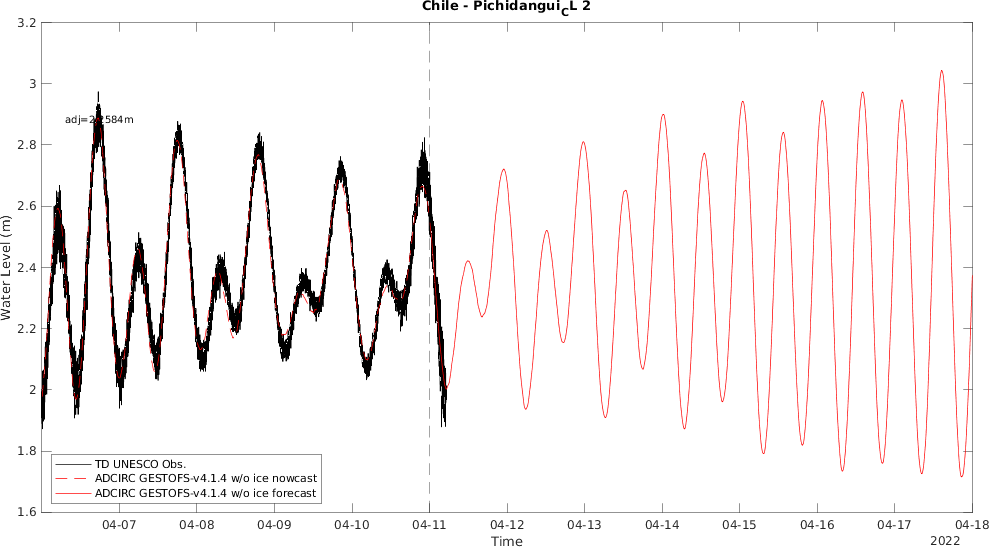 Chile - Pichidangui_CL 2
3.2
3
2.8
2.6
2.4
2.2
2
1.8
1.6
Water Level (m)
adj=2.2584m
TD UNESCO Obs.
ADCIRC GESTOFS-v4.1.4 w/o ice nowcast
ADCIRC GESTOFS-v4.1.4 w/o ice forecast
04-07 04-08 04-09 04-10 04-11 04-12 04-13 04-14 04-15 04-16 04-17 04-18
Time
2022